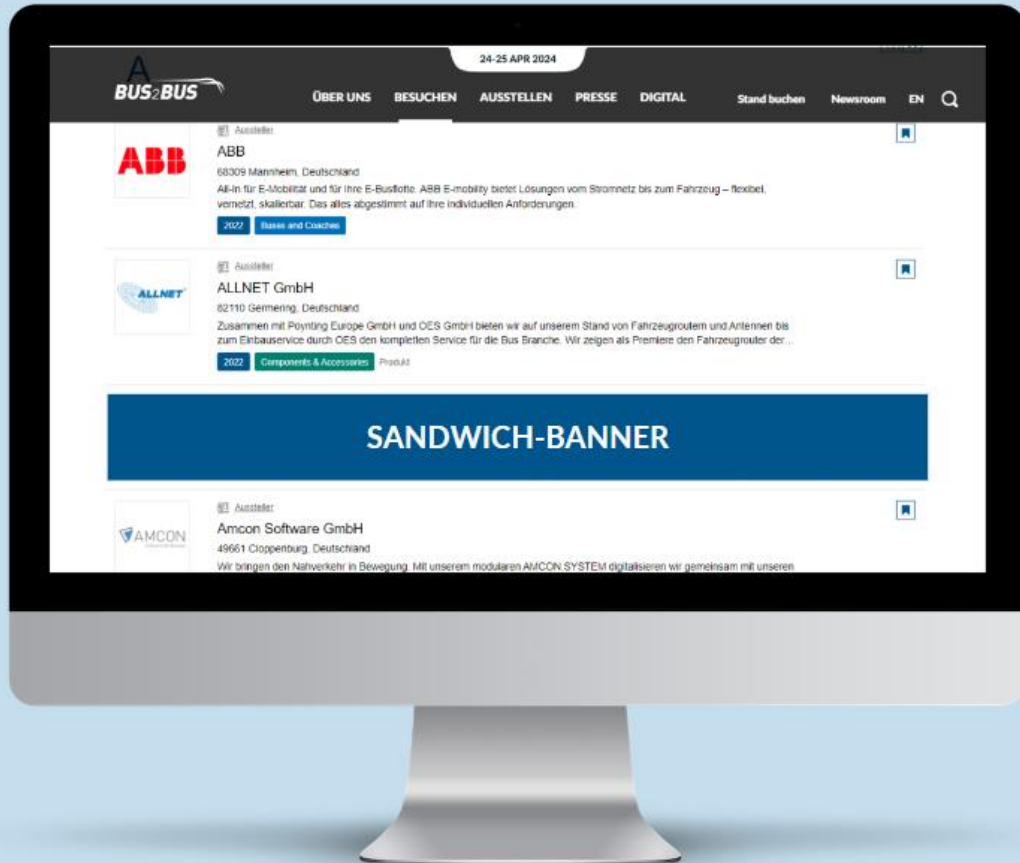 24-25 APR 2024
A
BUS2BUS
ÜBER UNS BESUCHEN AUSSTELLEN PRESSE DIGITAL Stand buchen Newsroom EN
Aussteller
ABB
ABB
68309 Mannheim, Deutschland
All-in für E-Mobilität und für Ihre E-Busflotte. ABB E-mobility bietet Lösungen vom Stromnetz bis zum Fahrzeug – flexibel,
vernetzt, skalierbar. Das alles abgestimmt auf Ihre individuellen Anforderungen.
2022 Buses and Coaches
Aussteller
ALLNET
ALLNET GmbH
82110 Germering, Deutschland
Zusammen mit Poynting Europe GmbH und OES GmbH bieten wir auf unserem Stand von Fahrzeugroutern und Antennen bis
zum Einbauservice durch OES den kompletten Service für die Bus Branche. Wir zeigen als Premiere den Fahrzeugrouter der...
2022 Components & Accessories Produkt
SANDWICH-BANNER
Aussteller
AMCON
Amcon Software GmbH
49661 Cloppenburg, Deutschland
Wir bringen den Nahverkehr in Bewegung. Mit unserem modularen AMCON.SYSTEM digitalisieren wir gemeinsam mit unseren